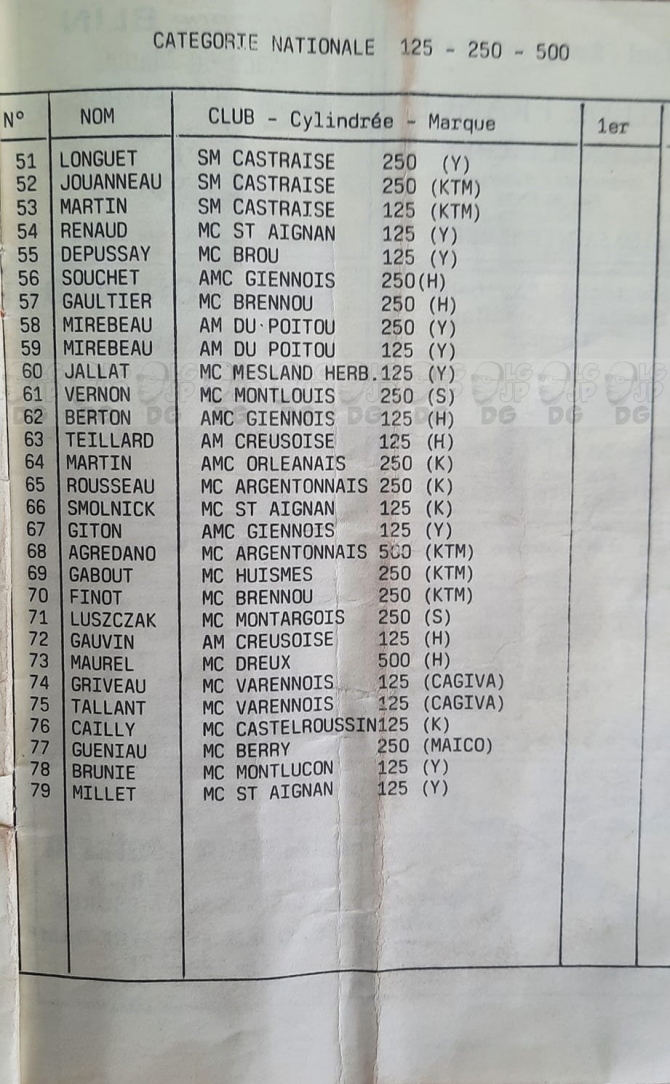 CATEGORIE NATIONALE 125 - 250 - 500
N° NOM CLUB - Cylindrée - Marque 1er
51 LONGUET SM CASTRAISE 250 (Y)
52 JOUANNEAU SM CASTRAISE 250 (KTM)
53 MARTIN SM CASTRAISE 125 (KTM)
54 RENAUD MC ST AIGNAN 125 (Y)
55 DEPUSSAY MC BROU 125 (Y)
56 SOUCHET AMC GIENNOIS 250(H)
57 GAULTIER MC BRENNOU 250 (H)
58 MIREBEAU AM DU POITOU 250 (Y)
59 MIREBEAU AM DU POITOU 125 (Y)
60 JALLAT MC MESLAND HERB.125 (Y)
61 VERNON MC MONTLOUIS 250 (S)
62 BERTON AMC GIENNOIS 125 (H)
63 TEILLARD AM CREUSOISE 125 (H)
64 MARTIN AMC ORLEANAIS 250 (K)
65 ROUSSEAU MC ARGENTONNAIS 250 (K)
66 SMOLNICK MC ST AIGNAN 125 (K)
67 GITON AMC GIENNOIS 125 (Y)
68 AGREDANO MC ARGENTONNAIS 500 (KTM)
69 GABOUT MC HUISMES 250 (KTM)
70 FINOT MC BRENNOU 250 (KTM)
71 LUSZCZAK MC MONTARGOIS 250 (S)
72 GAUVIN AM CREUSOISE 125 (H)
73 MAUREL MC DREUX 500 (H)
74 GRIVEAU MC VARENNOIS 125 (CAGIVA)
75 TALLANT MC VARENNOIS 125 (CAGIVA)
76 CAILLY MC CASTELROUSSIN125 (K)
77 GUENIAU MC BERRY 250 (MAICO)
78 BRUNIE MC MONTLUCON 125 (Y)
79 MILLET MC ST AIGNAN 125 (Y)